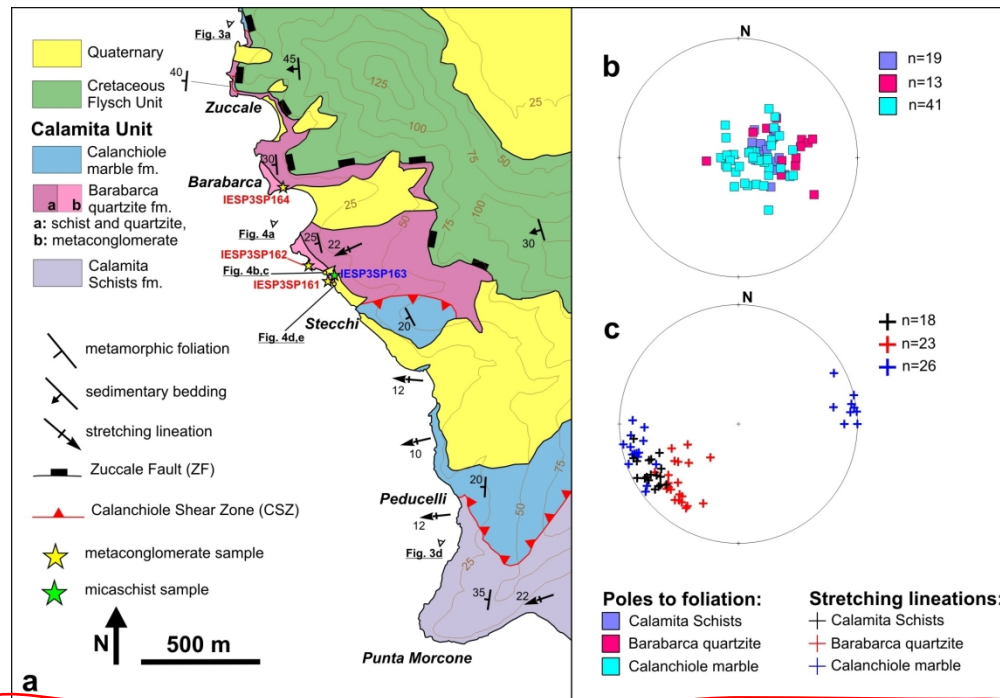 Quaternary
Cretaceous
Flysch Unit
Calamita Unit
Calanchiole
marble fm.
a b
Barabarca
quartzite fm.
a: schist and quartzite,
b: metaconglomerate
Calamita
Schists fm.
metamorphic foliation
sedimentary bedding
stretching lineation
Zuccale Fault (ZF)
Calanchiole Shear Zone (CSZ)
metaconglomerate sample
micaschist sample
N
500 m
a
Fig. 3a
40
45
125
Zuccale
100
75
50
25
30
Barabarca
IESP3SP164
25
50
75
100
Fig. 4a
25
22
30
IESP3SP162
Fig. 4b,c
IESP3SP163
IESP3SP161
Fig. 4d,e
Stecchi
20
12
10
75
20
Peducelli
50
12
Fig. 3d
25
35
22
Punta Morcone
b
N
n=19
n=13
n=41
c
N
n=18
n=23
n=26
Poles to foliation:
Calamita Schists
Barabarca quartzite
Calanchiole marble
Stretching lineations:
Calamita Schists
Barabarca quartzite
Calanchiole marble